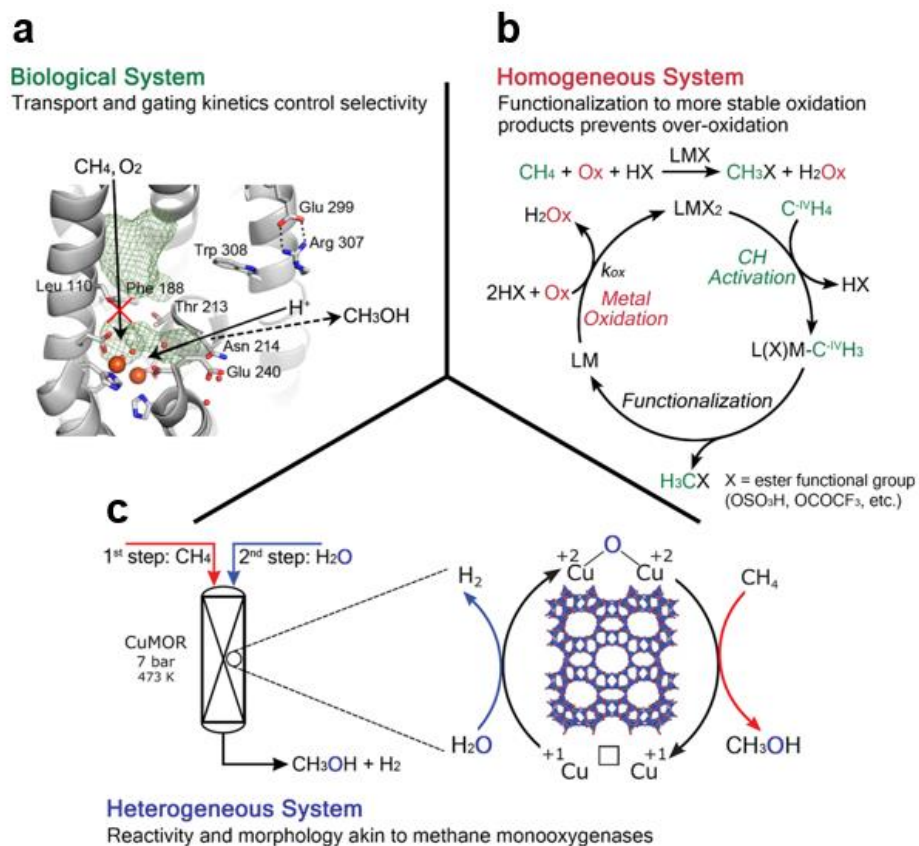 a
Biological System
Transport and gating kinetics control selectivity
CH4, O2
Glu 299
Trp 308
Arg 307
Leu 110
Phe 188
Thr 213
H+
CH3OH
Asn 214
Glu 240
b
Homogeneous System
Functionalization to more stable oxidation
products prevents over-oxidation
CH4 + Ox + HX LMX CH3X + H2Ox
H2Ox
LMX2
C-IVH4
kox
CH
Activation
2HX + Ox
Metal
Oxidation
HX
LM
L(X)M-C-IVH3
Functionalization
H3CX
X = ester functional group
(OSO3H, OCOCF3, etc.)
c
1st step: CH4
2nd step: H2O
CuMOR
7 bar
473 K
CH3OH + H2
H2
+2 O +2
Cu Cu
CH4
H2O
+1 +1
Cu Cu
CH3OH
Heterogeneous System
Reactivity and morphology akin to methane monooxygenases